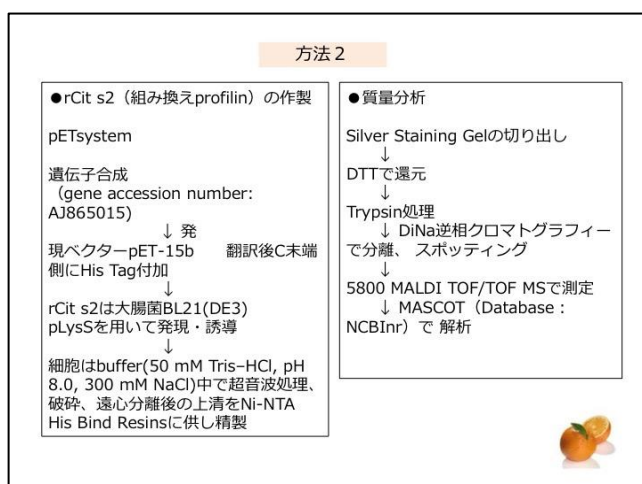 方法２
●rCit s2（組み換えprofilin）の作製
pETsystem
遺伝子合成
（gene accession number:
AJ865015）
↓ 発
現ベクターpET-15b　　翻訳後C末端
側にHis Tag付加
↓
rCit s2は大腸菌BL21(DE3)
pLysSを用いて発現・誘導
↓
細胞はbuffer(50 mM Tris–HCl, pH
8.0, 300 mM NaCl)中で超音波処理、
破砕、遠心分離後の上清をNi-NTA
His Bind Resinsに供し精製
●質量分析
Silver Staining Gelの切り出し
↓
DTTで還元
↓
Trypsin処理
↓ DiNa逆相クロマトグラフィー
で分離、 スポッティング
↓
5800 MALDI TOF/TOF MSで測定
↓ MASCOT（Database：
NCBInr）で 解析